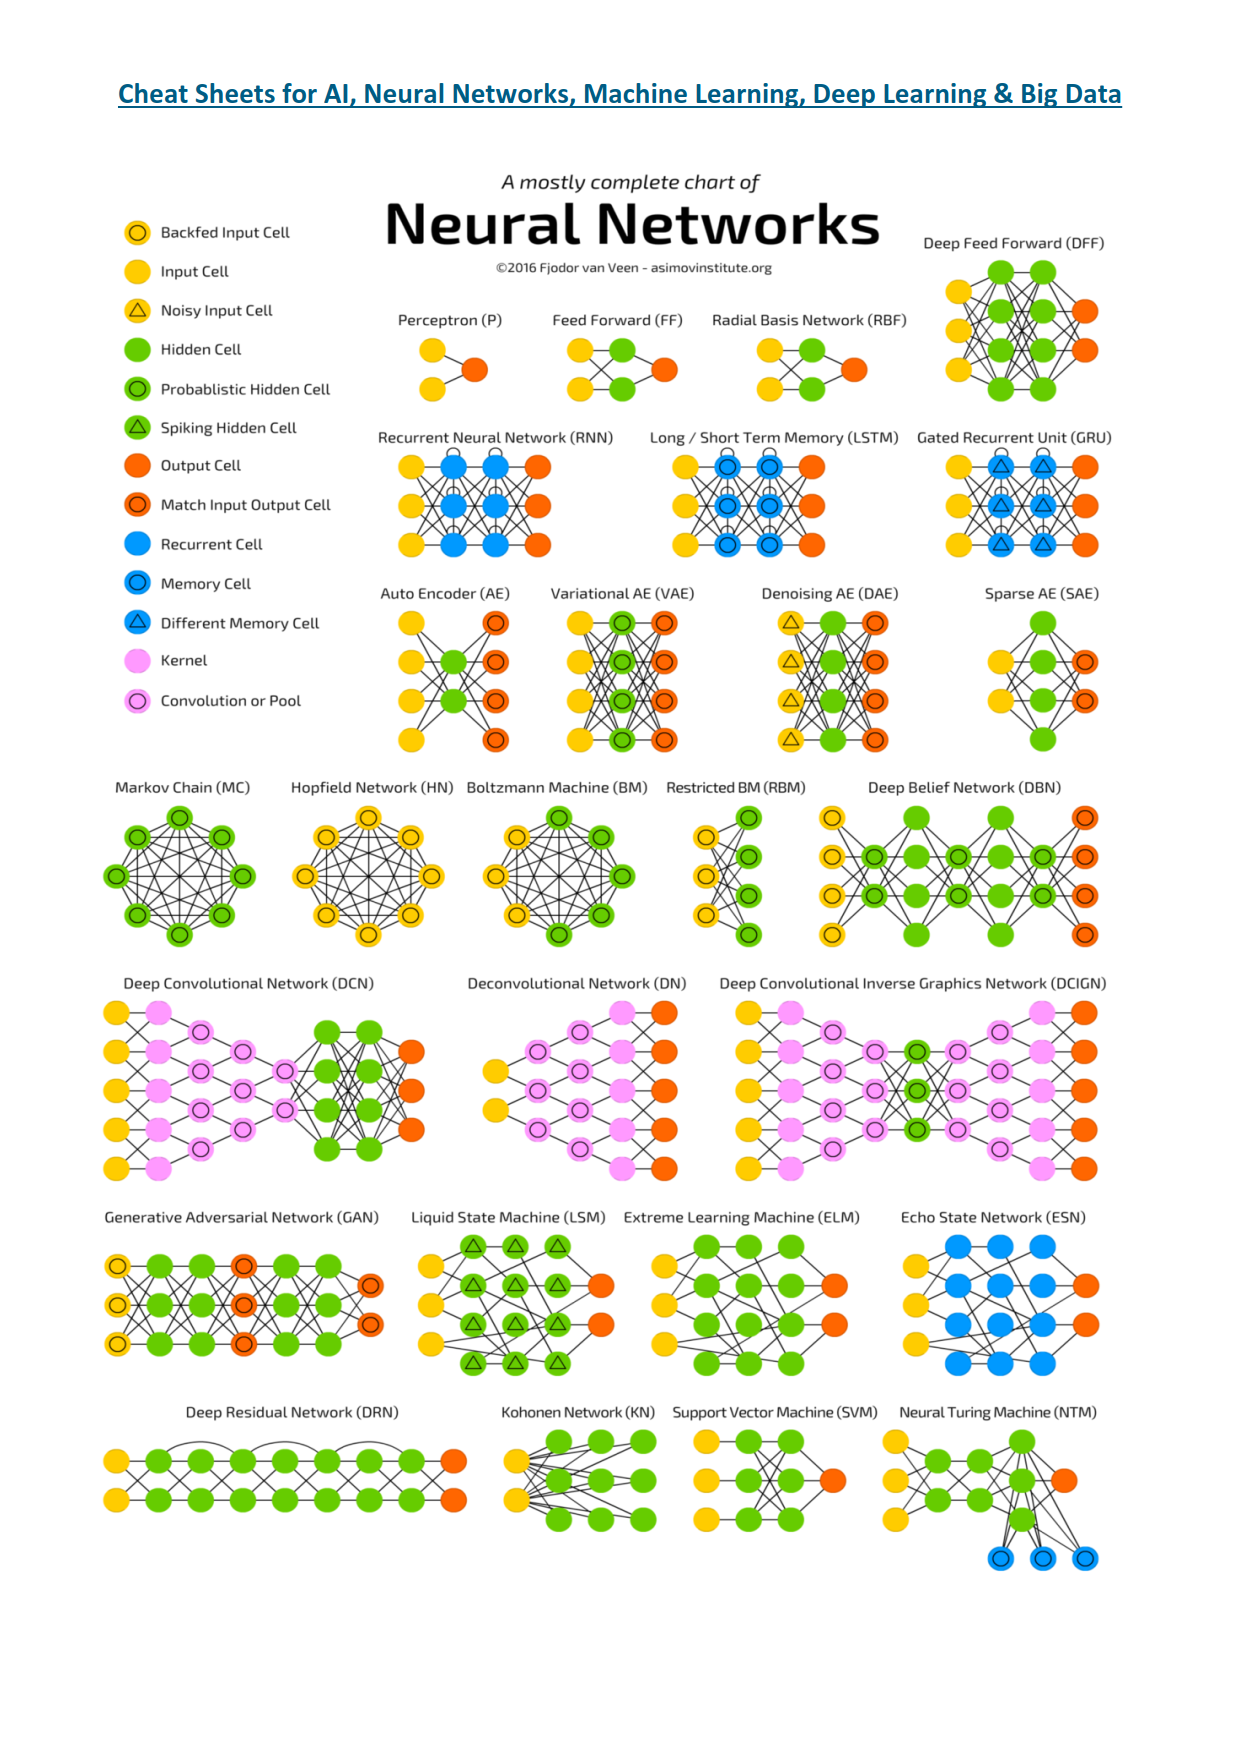 Cheat Sheets for AI, Neural Networks, Machine Learning, Deep Learning & Big Data
A mostly complete chart of
Neural Networks
©2016 Fjodor van Veen - asimovinstitute.org
Backfed Input Cell
Input Cell
Noisy Input Cell
Hidden Cell
Probablistic Hidden Cell
Spiking Hidden Cell
Output Cell
Match Input Output Cell
Recurrent Cell
Memory Cell
Different Memory Cell
Kernel
Convolution or Pool
Deep Feed Forward (DFF)
Perceptron (P)
Feed Forward (FF)
Radial Basis Network (RBF)
Recurrent Neural Network (RNN)
Long / Short Term Memory (LSTM)
Gated Recurrent Unit (GRU)
Auto Encoder (AE)
Variational AE (VAE)
Denoising AE (DAE)
Sparse AE (SAE)
Markov Chain (MC)
Hopfield Network (HN)
Boltzmann Machine (BM)
Restricted BM (RBM)
Deep Belief Network (DBN)
Deep Convolutional Network (DCN)
Deconvolutional Network (DN)
Deep Convolutional Inverse Graphics Network (DCIGN)
Generative Adversarial Network (GAN)
Liquid State Machine (LSM)
Extreme Learning Machine (ELM)
Echo State Network (ESN)
Deep Residual Network (DRN)
Kohonen Network (KN)
Support Vector Machine (SVM)
Neural Turing Machine (NTM)